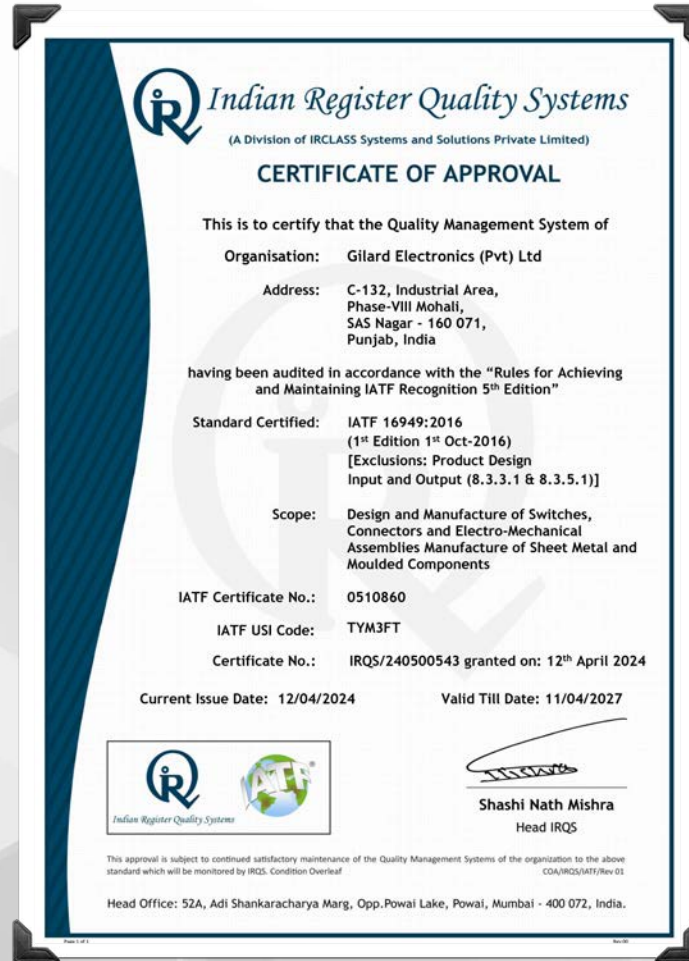 Indian Register Quality Systems
(A Division of IRCLASS Systems and Solutions Private Limited)
CERTIFICATE OF APPROVAL
This is to certify that the Quality Management System of
Organisation: Gilard Electronics (Pvt) Ltd
Address: C-132, Industrial Area,
Phase-VIII Mohali,
SAS Nagar - 160 071,
Punjab, India
having been audited in accordance with the “Rules for Achieving
and Maintaining IATF Recognition 5th Edition”
Standard Certified: IATF 16949:2016
(1st Edition 1st Oct-2016)
[Exclusions: Product Design
Input and Output (8.3.3.1 & 8.3.5.1)]
Scope: Design and Manufacture of Switches,
Connectors and Electro-Mechanical
Assemblies Manufacture of Sheet Metal and
Moulded Components
IATF Certificate No.: 0510860
IATF USI Code: TYM3FT
Certificate No.: IRQS/240500543 granted on: 12th April 2024
Current Issue Date: 12/04/2024 Valid Till Date: 11/04/2027
IATF®
Indian Register Quality Systems
Mishra
Shashi Nath Mishra
Head IRQS
This approval is subject to continued satisfactory maintenance of the Quality Management Systems of the organization to the above
standard which will be monitored by IRQS. Condition Overleaf COA/IRQS/IATF/Rev 01
Head Office: 52A, Adi Shankaracharya Marg, Opp.Powai Lake, Powai, Mumbai - 400 072, India.
Page 1 of 1